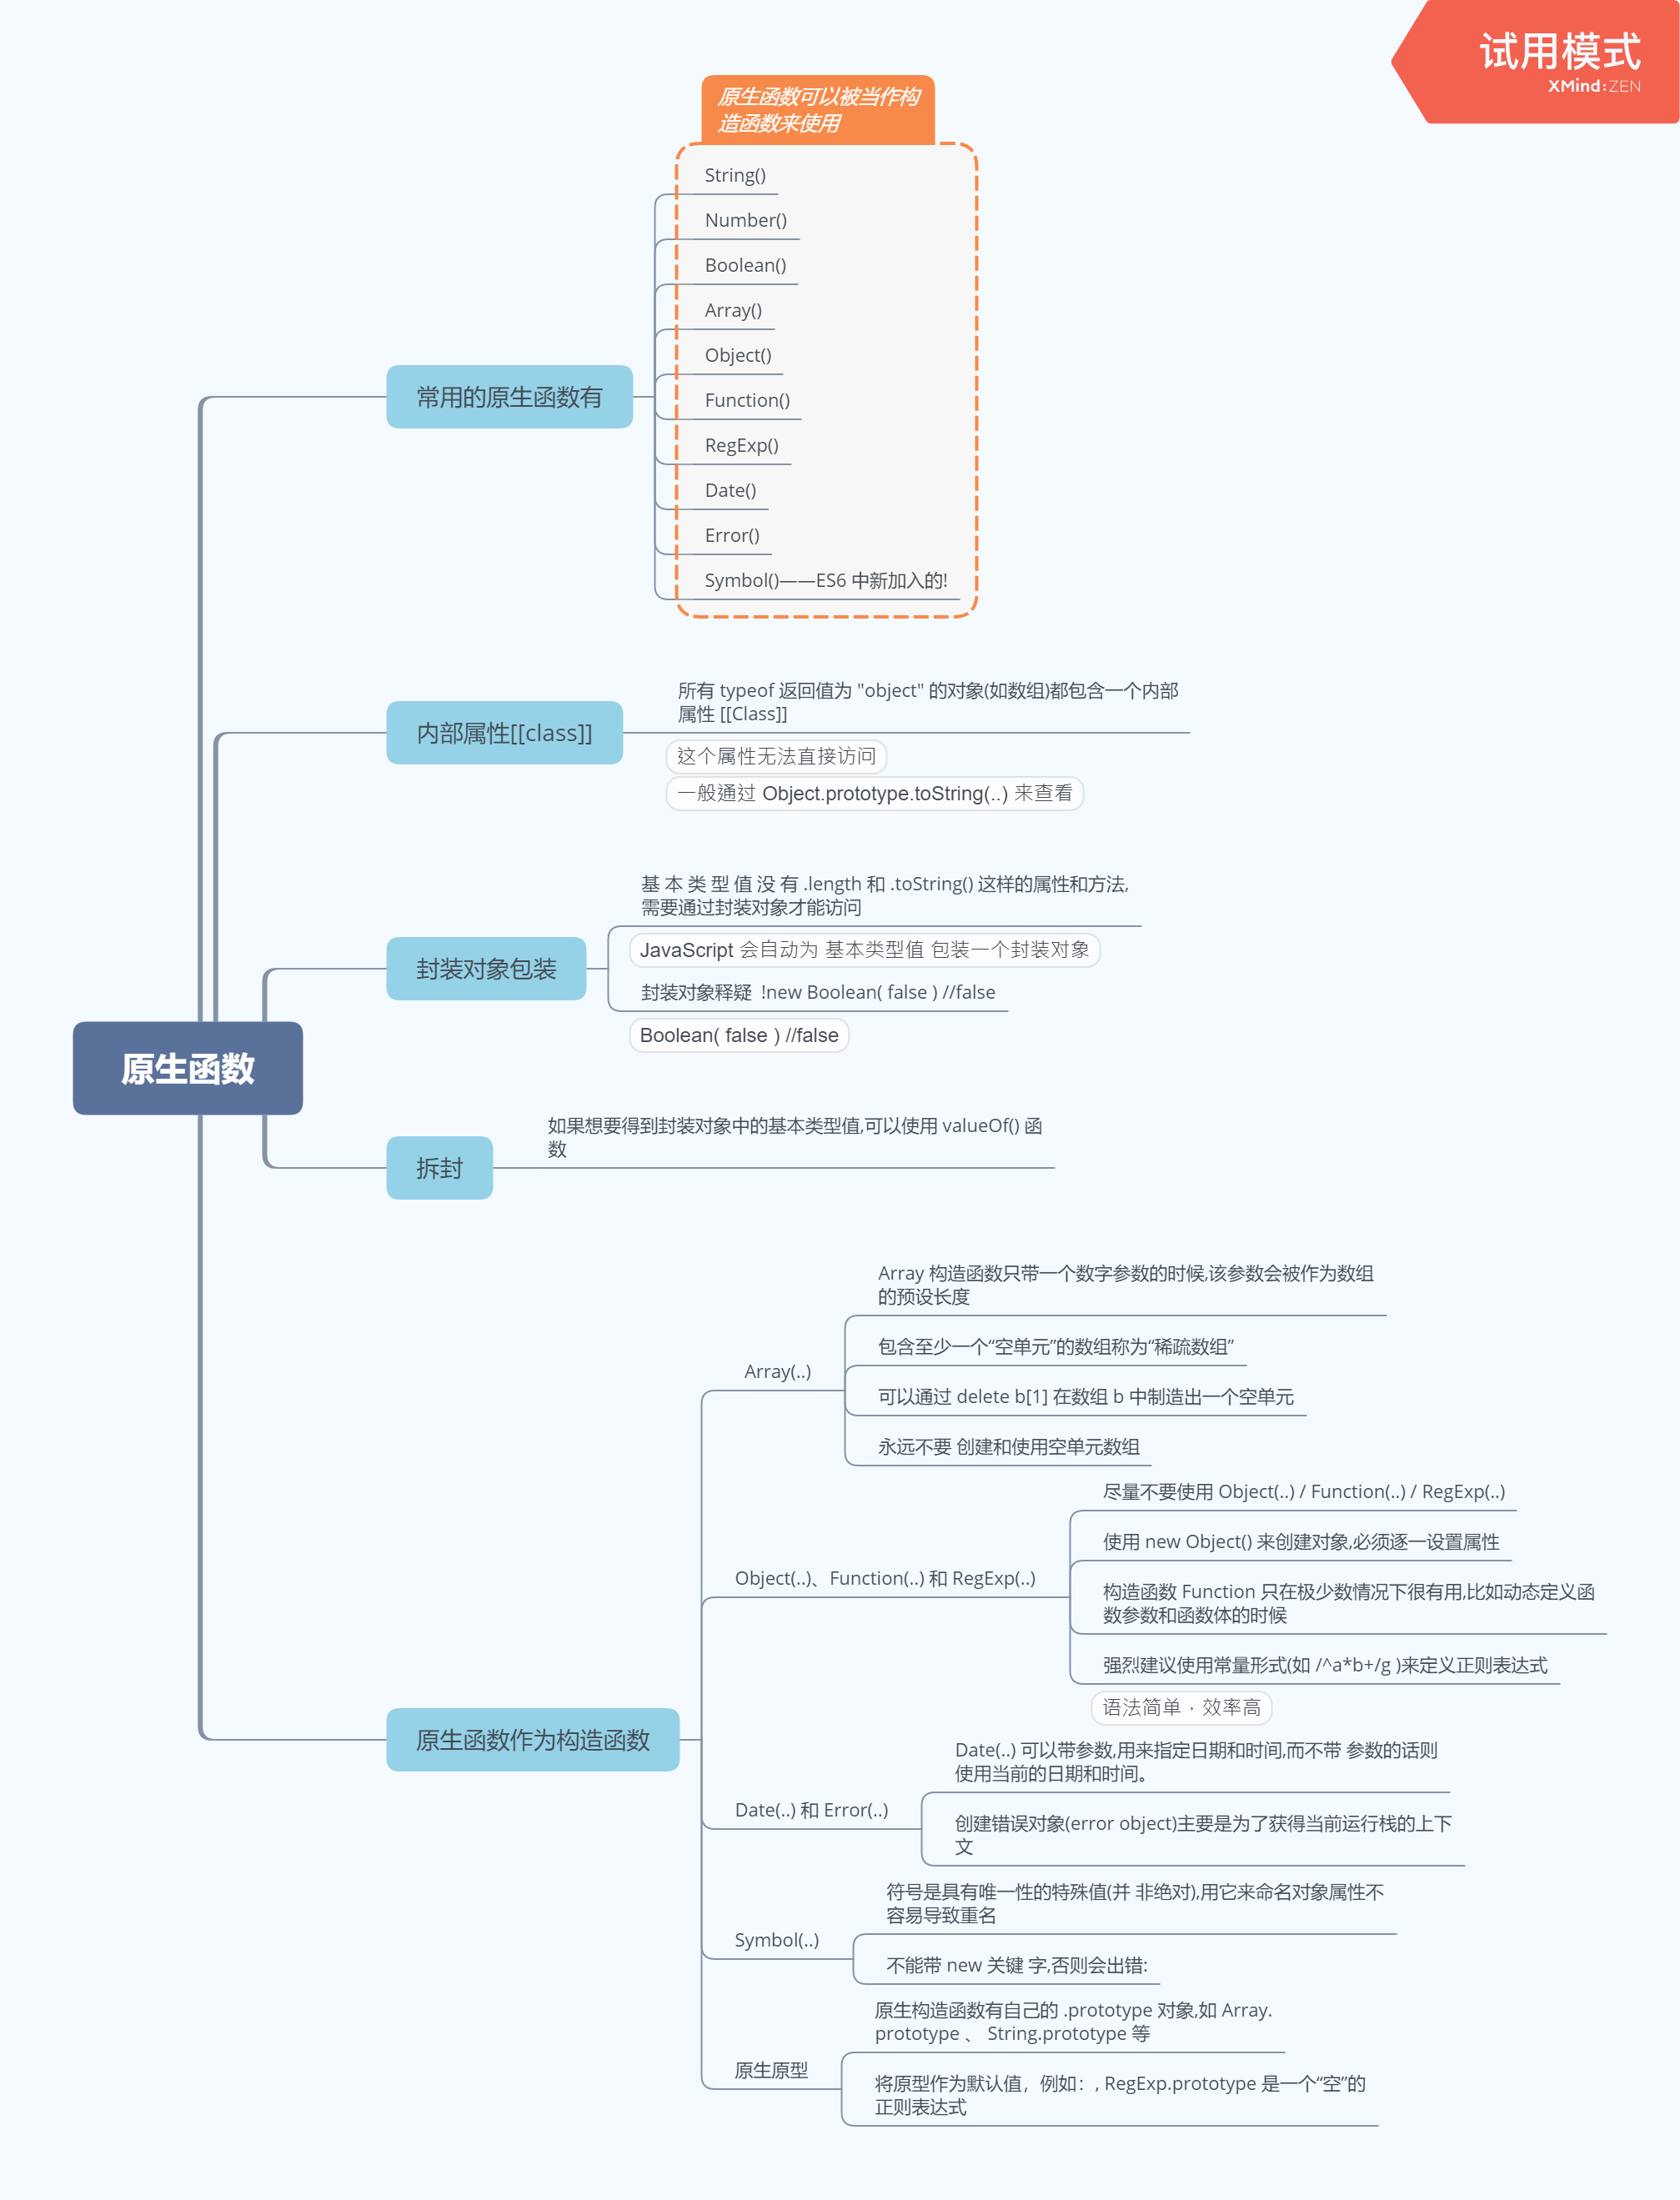 试用模式
XMind:ZEN
原生函数可以被当作构
造函数来使用
String()
Number()
Boolean()
Array()
Object()
Function()
RegExp()
Date()
Error()
Symbol()——ES6 中新加入的!
常用的原生函数有
所有 typeof 返回值为 "object" 的对象(如数组)都包含一个内部
属性 [[Class]]
内部属性[[class]]
这个属性无法直接访问
一般通过 Object.prototype.toString(..) 来查看
基 本 类 型 值 没 有 .length 和 .toString() 这样的属性和方法,
需要通过封装对象才能访问
JavaScript 会自动为 基本类型值 包装一个封装对象
封装对象包装
封装对象释疑  !new Boolean( false ) //false
Boolean( false ) //false
原生函数
如果想要得到封装对象中的基本类型值,可以使用 valueOf() 函
数
拆封
Array 构造函数只带一个数字参数的时候,该参数会被作为数组
的预设长度
包含至少一个“空单元”的数组称为“稀疏数组”
Array(..)
可以通过 delete b[1] 在数组 b 中制造出一个空单元
永远不要 创建和使用空单元数组
尽量不要使用 Object(..) / Function(..) / RegExp(..)
使用 new Object() 来创建对象,必须逐一设置属性
Object(..)、Function(..) 和 RegExp(..)
构造函数 Function 只在极少数情况下很有用,比如动态定义函
数参数和函数体的时候
强烈建议使用常量形式(如 /^a*b+/g )来定义正则表达式
语法简单，效率高
原生函数作为构造函数
Date(..) 可以带参数,用来指定日期和时间,而不带 参数的话则
使用当前的日期和时间。
Date(..) 和 Error(..)
创建错误对象(error object)主要是为了获得当前运行栈的上下
文
符号是具有唯一性的特殊值(并 非绝对),用它来命名对象属性不
容易导致重名
Symbol(..)
不能带 new 关键 字,否则会出错:
原生构造函数有自己的 .prototype 对象,如 Array.
prototype 、 String.prototype 等
原生原型
将原型作为默认值，例如：, RegExp.prototype 是一个“空”的
正则表达式